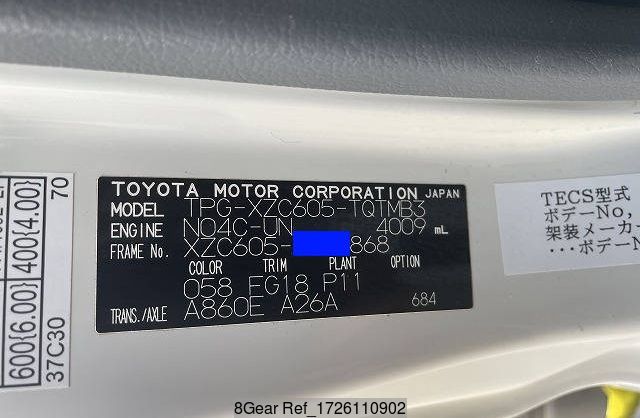 TOYOTA MOTOR CORPORATION JAPAN
MODEL TPG-XZC605-TQTMB3
ENGINE N04C-UN 4009 mL
FRAME No. XZC605- 868
COLOR TRIM PLANT OPTION
058 FG18 P11
TRANS./AXLE A860E A26A 684
600{6.00} 400{4.00}
37C30 70
TECS型式
ボデーNo,
架装メーカー
･･･ボデー
8Gear Ref_1726110902